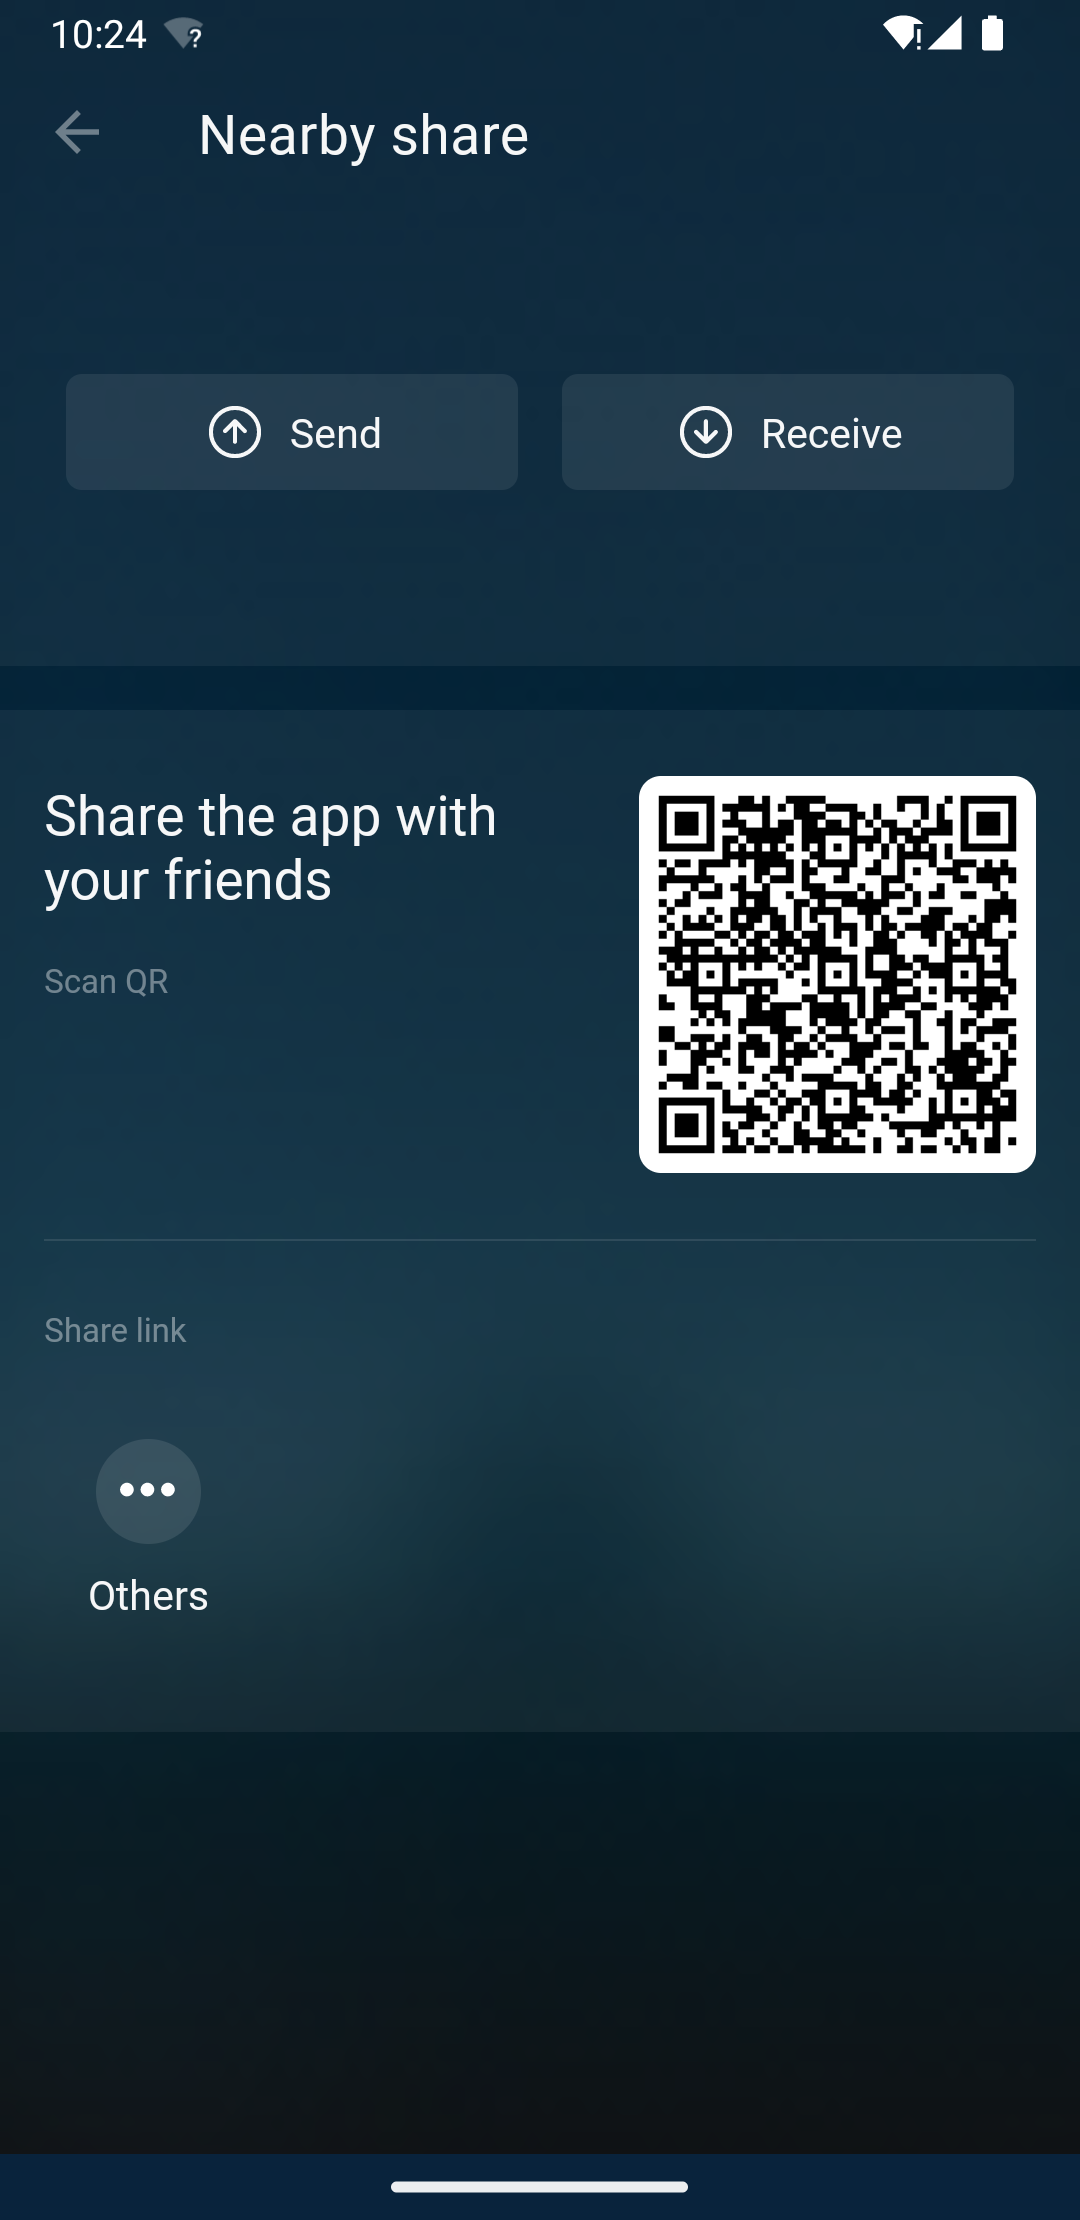 10:24
Nearby share
Send
Receive
Share the app with
your friends
Scan QR
Share link
Others